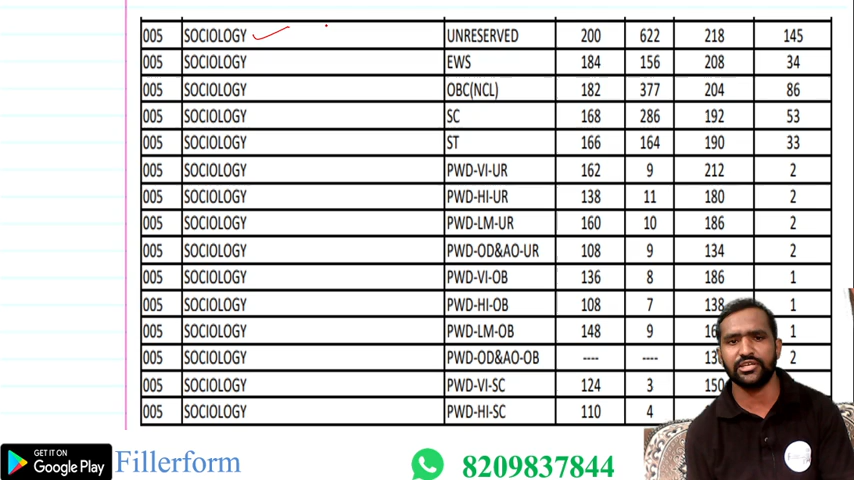 005 SOCIOLOGY UNRESERVED 200 622 218 145
005 SOCIOLOGY EWS 184 156 208 34
005 SOCIOLOGY OBC(NCL) 182 377 204 86
005 SOCIOLOGY SC 168 286 192 53
005 SOCIOLOGY ST 166 164 190 33
005 SOCIOLOGY PWD-VI-UR 162 9 212 2
005 SOCIOLOGY PWD-HI-UR 138 11 180 2
005 SOCIOLOGY PWD-LM-UR 160 10 186 2
005 SOCIOLOGY PWD-OD&AO-UR 108 9 134 2
005 SOCIOLOGY PWD-VI-OB 136 8 186 1
005 SOCIOLOGY PWD-HI-OB 108 7 138 1
005 SOCIOLOGY PWD-LM-OB 148 9 1
005 SOCIOLOGY PWD-OD&AO-OB ---- ---- 2
005 SOCIOLOGY PWD-VI-SC 124 3 150
005 SOCIOLOGY PWD-HI-SC 110 4
GET IT ON
Google Play
Fillerform
8209837844